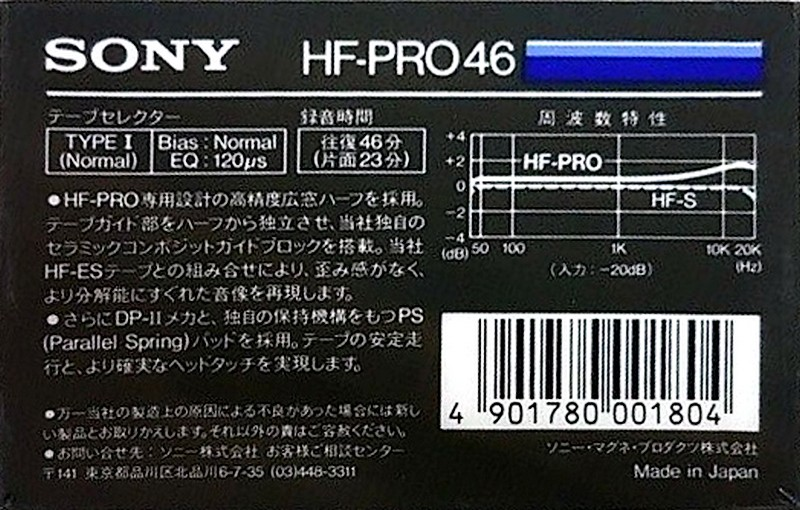 SONY HF-PRO46
テープセレクター
TYPE I (Normal) Bias : Normal EQ : 120μs
録音時間
往復46分
(片面23分)
●HF-PRO専用設計の高精度広窓ハーフを採用。
テープガイド部をハーフから独立させ、当社独自の
セラミックコンポジットガイドブロックを搭載。当社
HF-ESテープとの組み合せにより、歪み感がなく、
より分解能にすぐれた音像を再現します。
●さらにDP-IIメカと、独自の保持機構をもつPS
(Parallel Spring)パッドを採用。テープの安定走
行と、より確実なヘッドタッチを実現します。
●万一当社の製造上の原因による不良があった場合には新し
い製品とお取りかえします。それ以外の責はご容赦ください。
●お問い合せ先：ソニー株式会社 お客様ご相談センター
〒141 東京都品川区北品川6-7-35 (03)448-3311
周波数特性
+4
+2
0
−2
−4
(dB)
HF-PRO
HF-S
50 100 1K 10K 20K
(Hz)
(入力：−20dB)
4 901780 001804
ソニー・マグネ・プロダクツ株式会社
Made in Japan